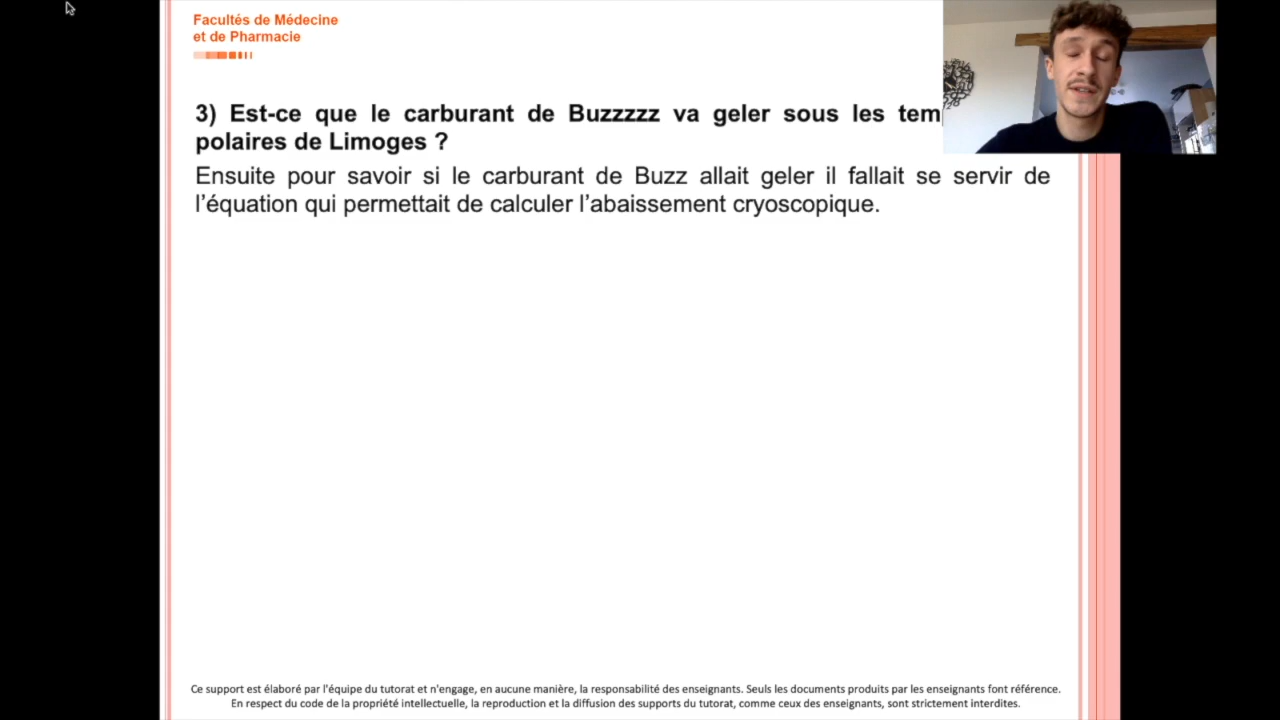 Facultés de Médecine
et de Pharmacie
3) Est-ce que le carburant de Buzzzzz va geler sous les
polaires de Limoges ?
Ensuite pour savoir si le carburant de Buzz allait geler il fallait se servir de
l'équation qui permettait de calculer l'abaissement cryoscopique.
Ce support est élaboré par l'équipe du tutorat et n'engage, en aucune manière, la responsabilité des enseignants. Seuls les documents produits par les enseignants font référence.
En respect du code de la propriété intellectuelle, la reproduction et la diffusion des supports du tutorat, comme ceux des enseignants, sont strictement interdites.